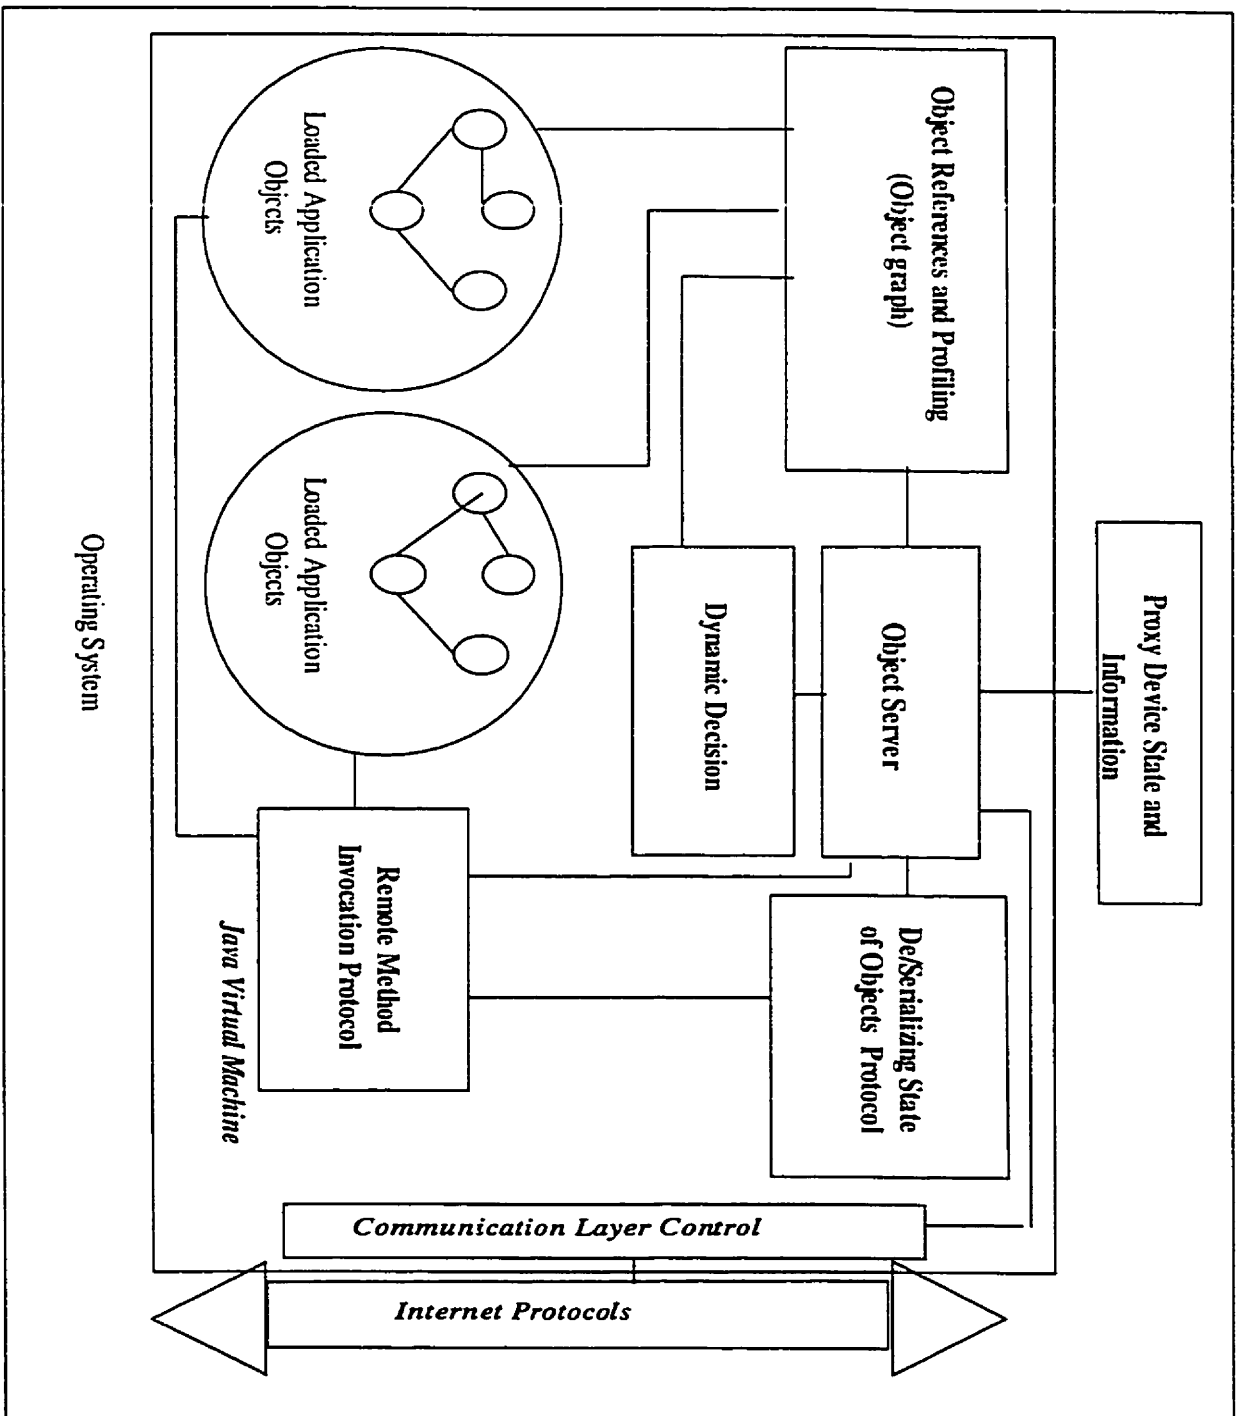 Proxy Device State and
Information
Object References and Profiling
(Object graph)
Object Server
De/Serializing State
of Objects Protocol
Dynamic Decision
Loaded Application
Objects
Loaded Application
Objects
Remote Method
Invocation Protocol
Java Virtual Machine
Operating System
Communication Layer Control
Internet Protocols